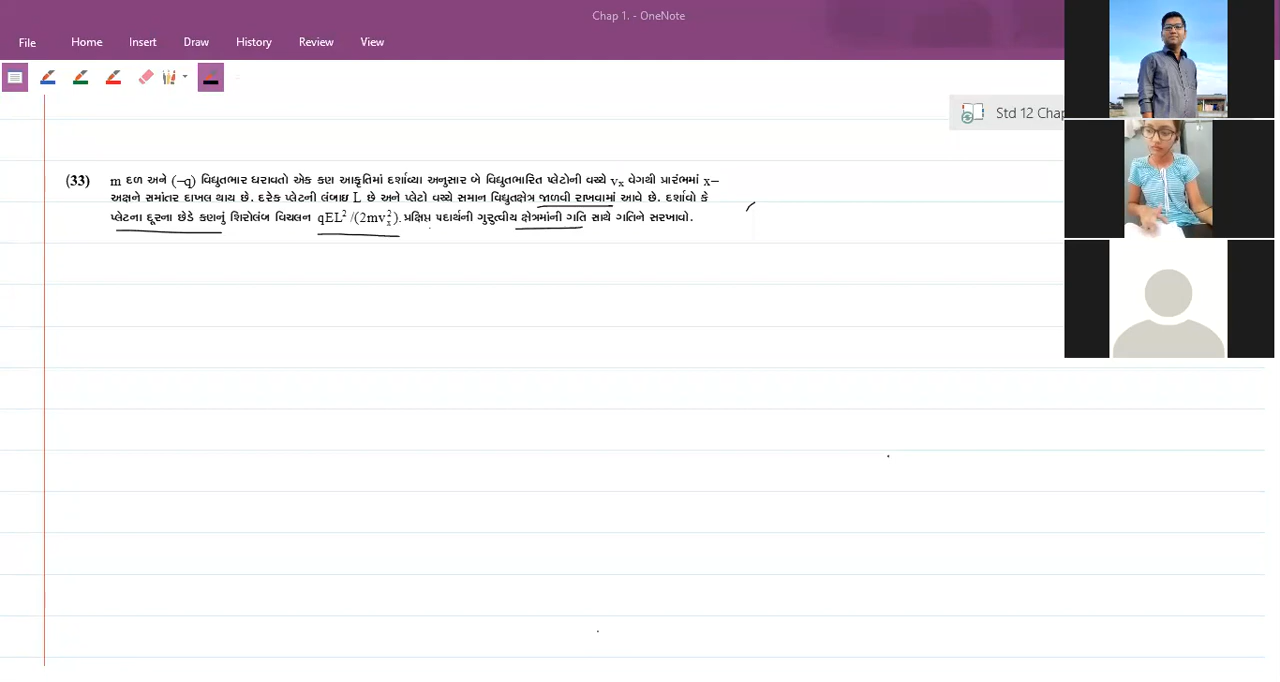 Chap 1. - OneNote
File Home Insert Draw History Review View
Std 12 Chap
(33) m દળ અને (–q) વિદ્યુતભાર ધરાવતો એક કણ આકૃતિમાં દર્શાવ્યા અનુસાર બે વિદ્યુતભારિત પ્લેટોની વચ્ચે vₓ વેગથી પ્રારંભમાં x–
અક્ષને સમાંતર દાખલ થાય છે. દરેક પ્લેટની લંબાઇ L છે અને પ્લેટો વચ્ચે સમાન વિદ્યુતક્ષેત્ર જાળવી રાખવામાં આવે છે. દર્શાવો કે
પ્લેટના દૂરના છેડે કણનું શિરોલંબ વિચલન qEL² /(2mvₓ²). પ્રક્ષિપ્ત પદાર્થની ગુરુત્વીય ક્ષેત્રમાંની ગતિ સાથે ગતિને સરખાવો.